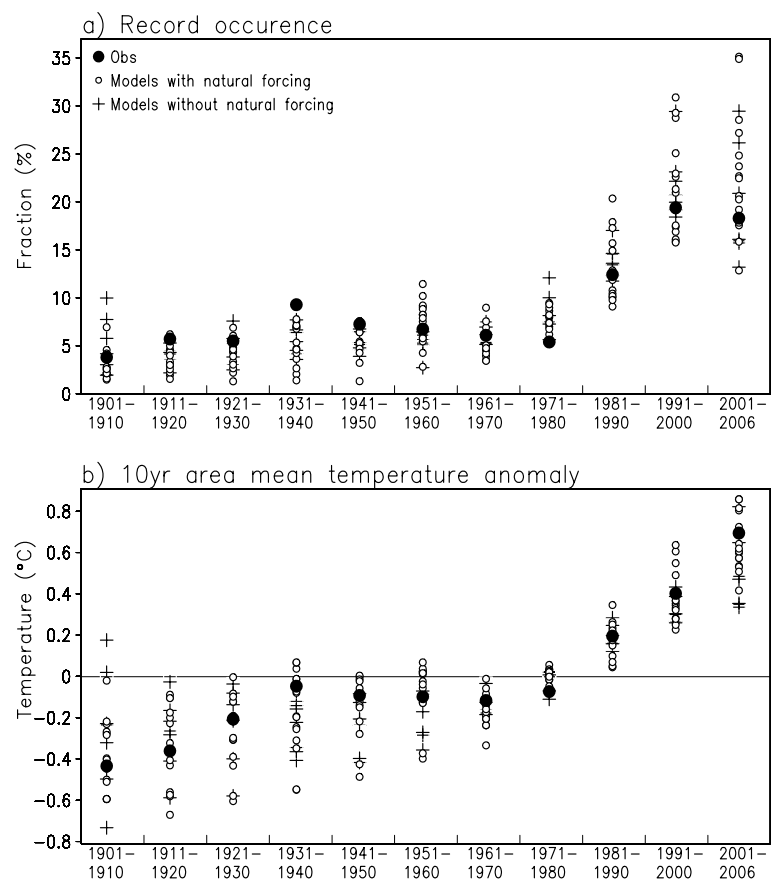 a) Record occurence
Obs
Models with natural forcing
Models without natural forcing
Fraction (%)
35
30
25
20
15
10
5
0
1901- 1911- 1921- 1931- 1941- 1951- 1961- 1971- 1981- 1991- 2001-
1910 1920 1930 1940 1950 1960 1970 1980 1990 2000 2006
b) 10yr area mean temperature anomaly
Temperature (°C)
0.8
0.6
0.4
0.2
0
-0.2
-0.4
-0.6
-0.8
1901- 1911- 1921- 1931- 1941- 1951- 1961- 1971- 1981- 1991- 2001-
1910 1920 1930 1940 1950 1960 1970 1980 1990 2000 2006